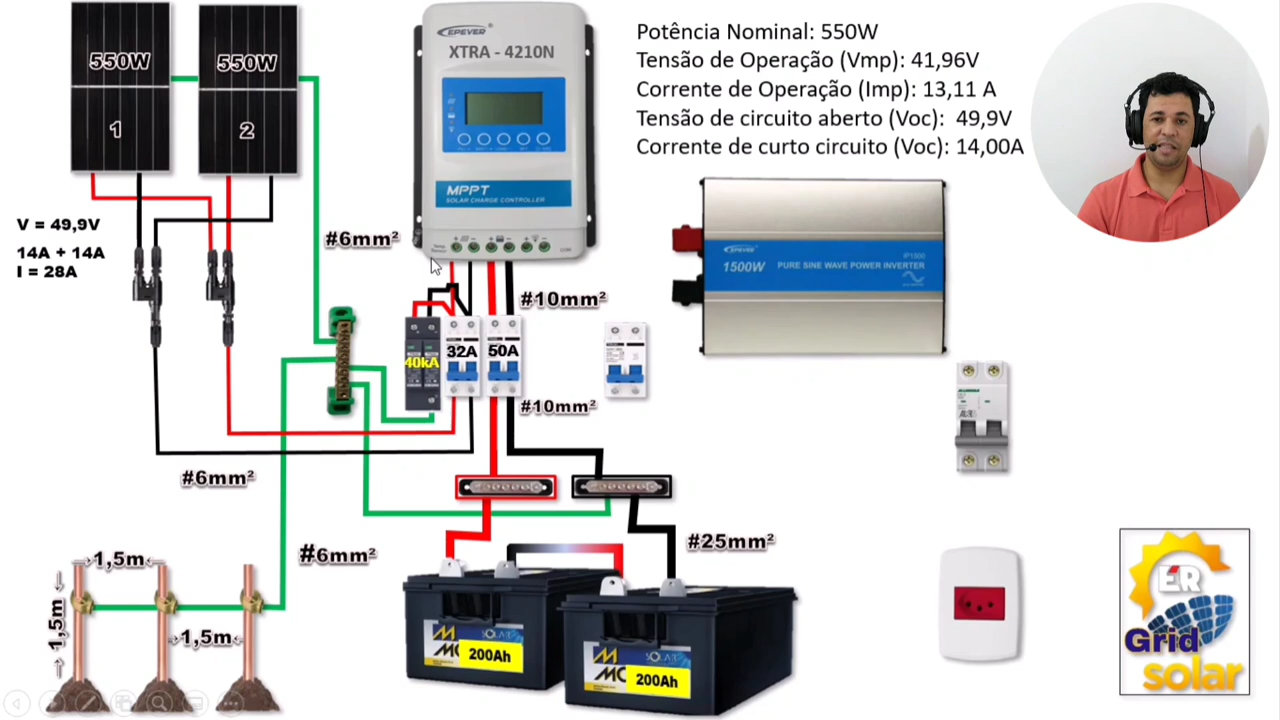 550W
550W
1
2
V = 49,9V
14A + 14A
I = 28A
#6mm²
EPEVER
XTRA - 4210N
MPPT
SOLAR CHARGE CONTROLLER
Potência Nominal: 550W
Tensão de Operação (Vmp): 41,96V
Corrente de Operação (Imp): 13,11 A
Tensão de circuito aberto (Voc): 49,9V
Corrente de curto circuito (Voc): 14,00A
EPEVER
IP1500
1500W PURE SINE WAVE POWER INVERTER
#10mm²
40kA
32A
50A
#10mm²
#6mm²
#25mm²
#6mm²
1,5m
1,5m
1,5m
SOLAR
200Ah
SOLAR
200Ah
ER
Grid
solar